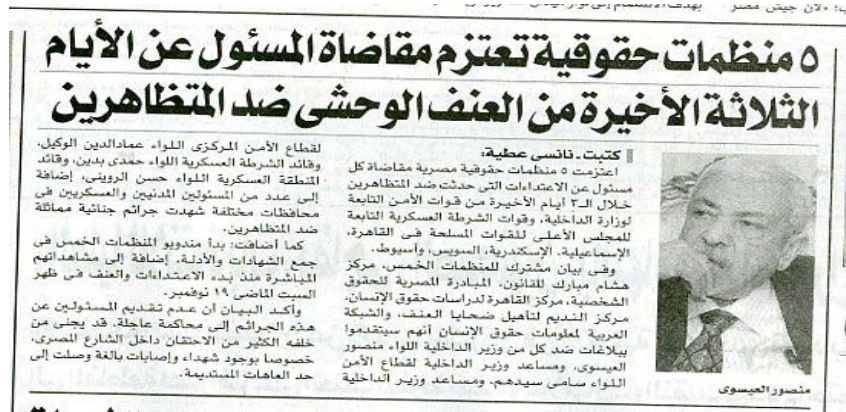 ٥ منظمات حقوقية تعتزم مقاضاة المسئول عن الأيام
الثلاثة الأخيرة من العنف الوحشى ضد المتظاهرين
كتبت ـ نانسى عطية:
اعتزمت ٥ منظمات حقوقية مصرية مقاضاة كل
مسئول عن الاعتداءات التى حدثت ضد المتظاهرين
خلال الـ٣ أيام الأخيرة من قوات الأمن التابعة
لوزارة الداخلية، وقوات الشرطة العسكرية التابعة
للمجلس الأعلى للقوات المسلحة فى القاهرة،
الإسماعيلية، الإسكندرية، السويس، وأسيوط.
وفى بيان مشترك للمنظمات الخمس، مركز
هشام مبارك للقانون، المبادرة المصرية للحقوق
الشخصية، مركز القاهرة لدراسات حقوق الإنسان،
مركز النديم لتأهيل ضحايا العنف، والشبكة
العربية لمعلومات حقوق الإنسان أنهم سيتقدموا
ببلاغات ضد كل من وزير الداخلية اللواء منصور
العيسوى، ومساعد وزير الداخلية لقطاع الأمن
اللواء سامى سيدهم، ومساعد وزير الداخلية
لقطاع الأمن المركزى اللواء عمادالدين الوكيل،
وقائد الشرطة العسكرية اللواء حمدى بدين، وقائد
المنطقة العسكرية اللواء حسن الروينى، إضافة
إلى عدد من المسئولين المدنيين والعسكريين فى
محافظات مختلفة شهدت جرائم جنائية مماثلة
ضد المتظاهرين.
كما أضافت: بدأ مندوبو المنظمات الخمس فى
جمع الشهادات والأدلة، إضافة إلى مشاهداتهم
المباشرة منذ بدء الاعتداءات والعنف فى ظهر
السبت الماضى ١٩ نوفمبر.
وأكد البيان أن عدم تقديم المسئولين عن
هذه الجرائم إلى محاكمة عاجلة، قد يجنى من
خلفه الكثير من الاحتقان داخل الشارع المصرى،
خصوصا بوجود شهداء وإصابات بالغة وصلت إلى
حد العاهات المستديمة.
منصور العيسوى